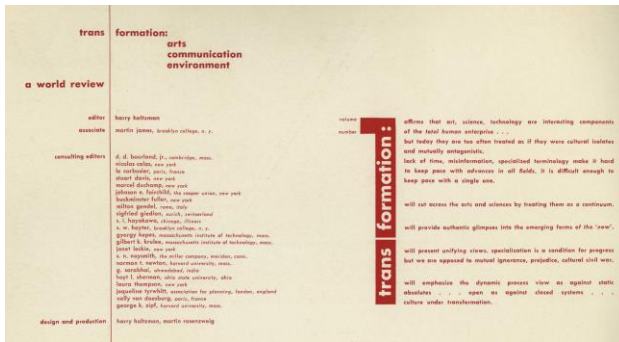 trans formation:
arts
communication
environment
a world review
editor harry holtzman
associate martin james, brooklyn college, n. y.
consulting editors d. d. bourland, jr., cambridge, mass.
nicolas calas, new york
le corbusier, paris, france
stuart davis, new york
marcel duchamp, new york
johnson e. fairchild, the cooper union, new york
buckminster fuller, new york
milton gendel, rome, italy
sigfried giedion, zurich, switzerland
s. i. hayakawa, chicago, illinois
s. w. hayter, brooklyn college, n. y.
gyorgy kepes, massachusetts institute of technology, mass.
gilbert k. krulee, massachusetts institute of technology, mass.
janet leckie, new york
s. n. naysmith, the miller company, meriden, conn.
norman t. newton, harvard university, mass.
g. sarabhai, ahmedabad, india
hoyt l. sherman, ohio state university, ohio
laura thompson, new york
jaqueline tyrwhitt, association for planning, london, england
nelly van doesburg, paris, france
george k. zipf, harvard university, mass.
design and production harry holtzman, martin rosenzweig
volume
number
1
trans formation:
affirms that art, science, technology are interacting components
of the total human enterprise . . .
but today they are too often treated as if they were cultural isolates
and mutually antagonistic.
lack of time, misinformation, specialized terminology make it hard
to keep pace with advances in all fields. it is difficult enough to
keep pace with a single one.
will cut across the arts and sciences by treating them as a continuum.
will provide authentic glimpses into the emerging forms of the 'now'.
will present unifying views. specialization is a condition for progress
but we are opposed to mutual ignorance, prejudice, cultural civil war.
will emphasize the dynamic process view as against static
absolutes . . . open as against closed systems . . .
culture under transformation.